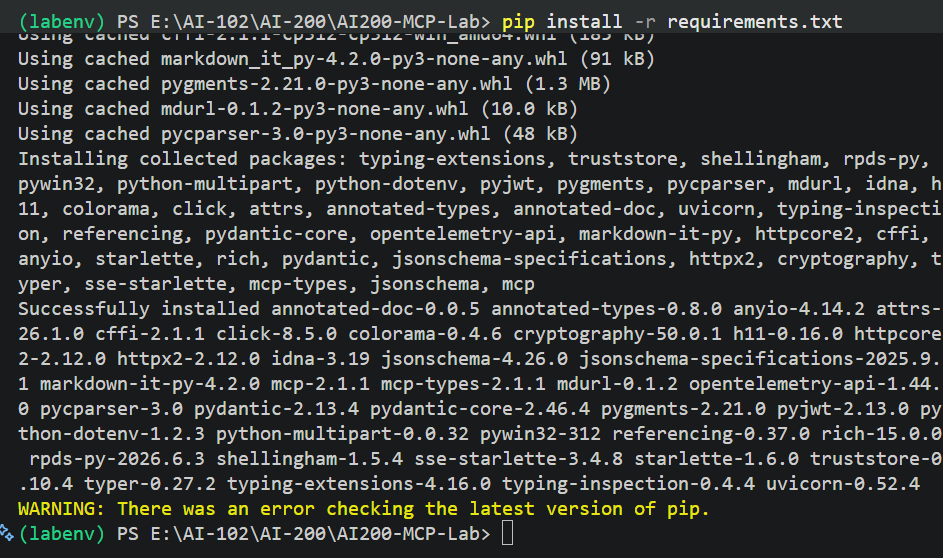 (labenv) PS E:\AI-102\AI-200\AI200-MCP-Lab> pip install -r requirements.txt
Using cached cffi-2.1.1-cp312-cp312-win_amd64.whl (185 kB)
Using cached markdown_it_py-4.2.0-py3-none-any.whl (91 kB)
Using cached pygments-2.21.0-py3-none-any.whl (1.3 MB)
Using cached mdurl-0.1.2-py3-none-any.whl (10.0 kB)
Using cached pycparser-3.0-py3-none-any.whl (48 kB)
Installing collected packages: typing-extensions, truststore, shellingham, rpds-py,
pywin32, python-multipart, python-dotenv, pyjwt, pygments, pycparser, mdurl, idna, h
11, colorama, click, attrs, annotated-types, annotated-doc, uvicorn, typing-inspecti
on, referencing, pydantic-core, opentelemetry-api, markdown-it-py, httpcore2, cffi,
anyio, starlette, rich, pydantic, jsonschema-specifications, httpx2, cryptography, t
yper, sse-starlette, mcp-types, jsonschema, mcp
Successfully installed annotated-doc-0.0.5 annotated-types-0.8.0 anyio-4.14.2 attrs-
26.1.0 cffi-2.1.1 click-8.5.0 colorama-0.4.6 cryptography-50.0.1 h11-0.16.0 httpcore
2-2.12.0 httpx2-2.12.0 idna-3.19 jsonschema-4.26.0 jsonschema-specifications-2025.9.
1 markdown-it-py-4.2.0 mcp-2.1.1 mcp-types-2.1.1 mdurl-0.1.2 opentelemetry-api-1.44.
0 pycparser-3.0 pydantic-2.13.4 pydantic-core-2.46.4 pygments-2.21.0 pyjwt-2.13.0 py
thon-dotenv-1.2.3 python-multipart-0.0.32 pywin32-312 referencing-0.37.0 rich-15.0.0
rpds-py-2026.6.3 shellingham-1.5.4 sse-starlette-3.4.8 starlette-1.6.0 truststore-0
.10.4 typer-0.27.2 typing-extensions-4.16.0 typing-inspection-0.4.4 uvicorn-0.52.4
WARNING: There was an error checking the latest version of pip.
(labenv) PS E:\AI-102\AI-200\AI200-MCP-Lab>